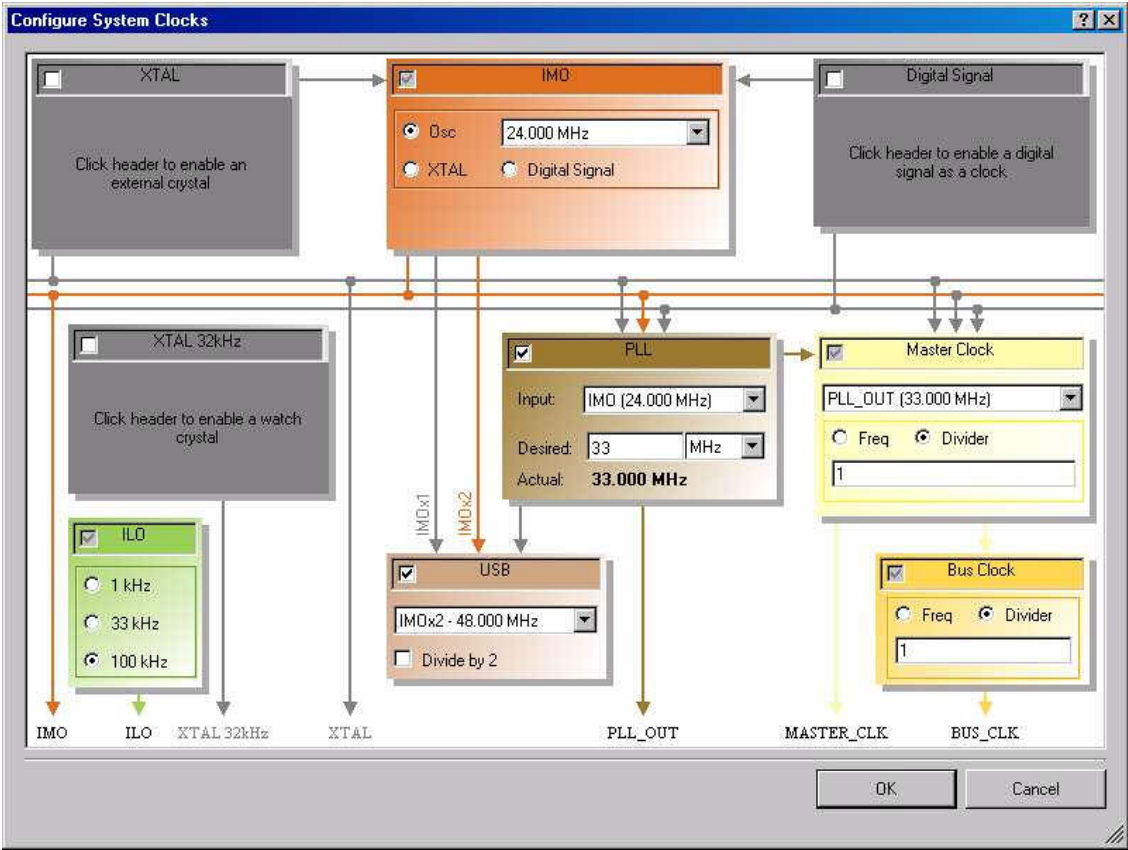 Configure System Clocks
XTAL
Click header to enable an
external crystal
IMO
Osc
24.000 MHz
XTAL
Digital Signal
Digital Signal
Click header to enable a digital
signal as a clock
XTAL 32kHz
Click header to enable a watch
crystal
PLL
Input:
IMO (24.000 MHz)
Desired:
33
MHz
Actual:
33.000 MHz
Master Clock
PLL_OUT (33.000 MHz)
Freq
Divider
1
IMOx1
IMOx2
ILO
1 kHz
33 kHz
100 kHz
USB
IMOx2 - 48.000 MHz
Divide by 2
Bus Clock
Freq
Divider
1
IMO
ILO
XTAL 32kHz
XTAL
PLL_OUT
MASTER_CLK
BUS_CLK
OK
Cancel